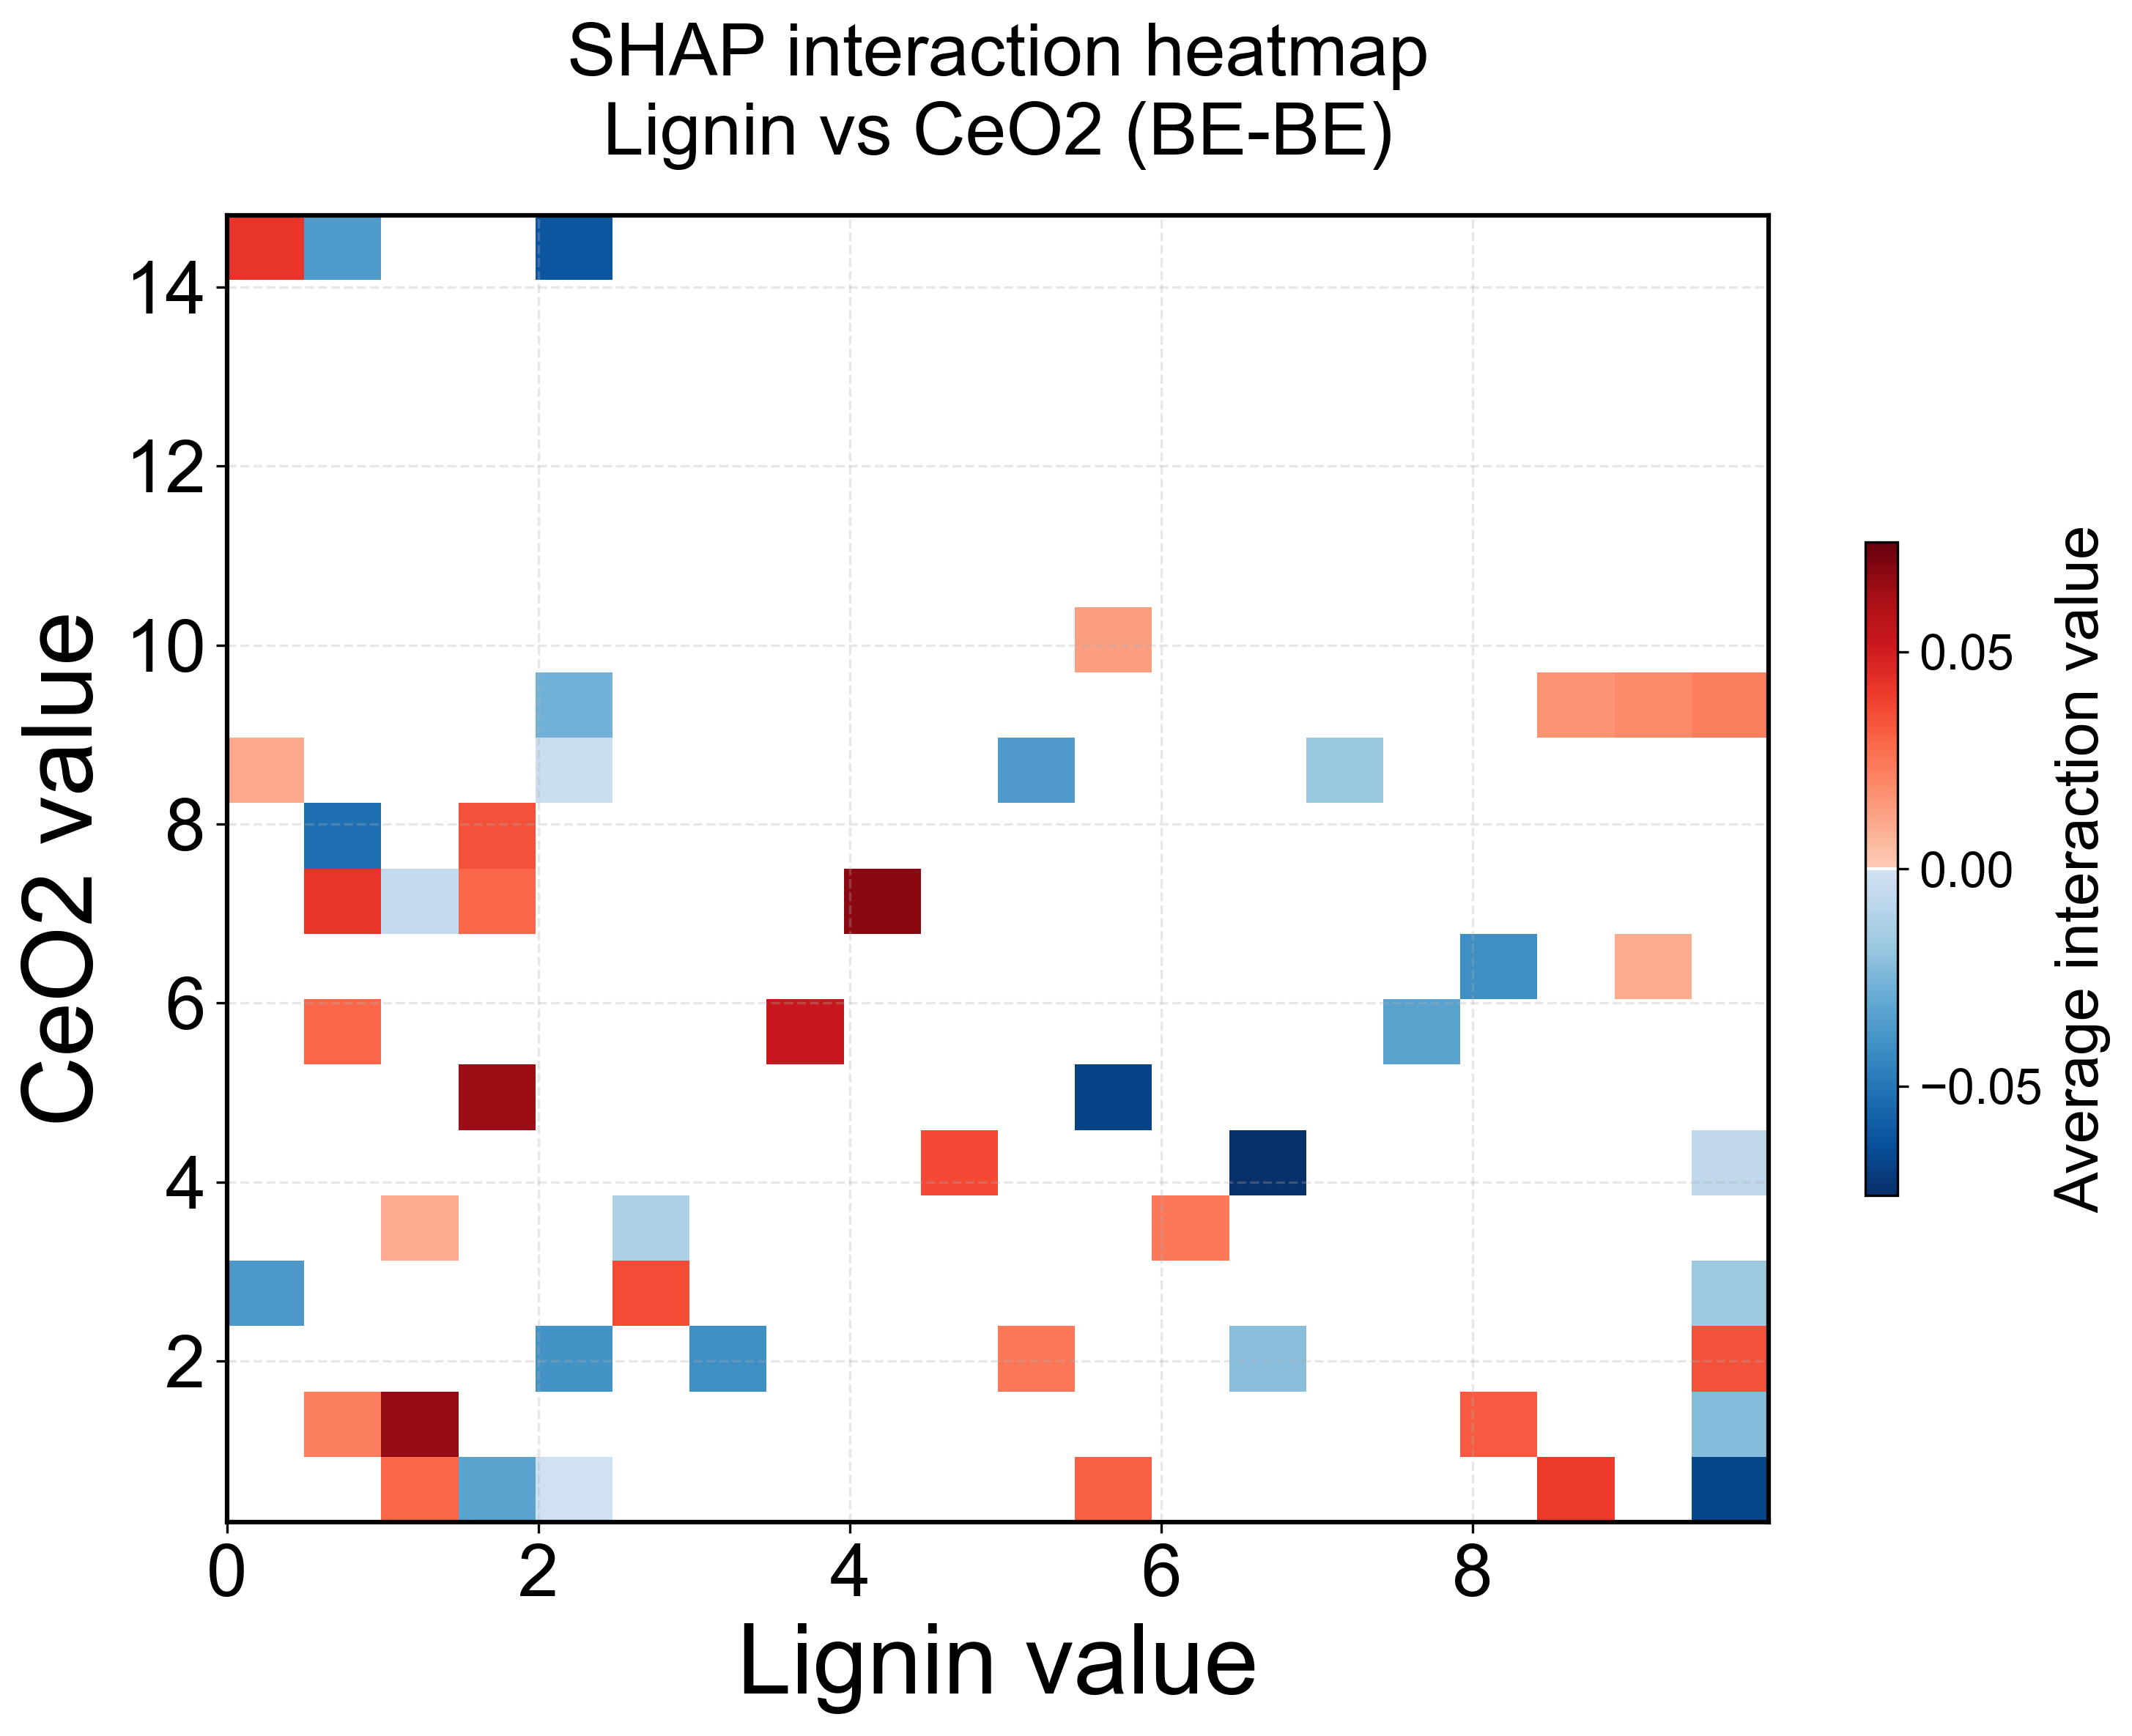 SHAP interaction heatmap
Lignin vs CeO2 (BE-BE)
CeO2 value
14
12
10
8
6
4
2
0 2 4 6 8
Lignin value
0.05
0.00
−0.05
Average interaction value